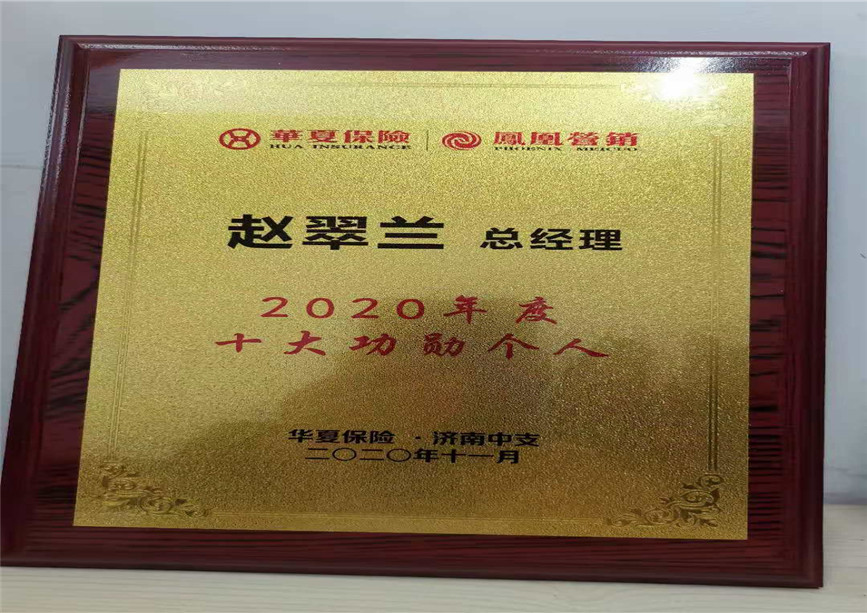 華夏保險 鳳凰营銷
HUA INSURANCE
赵翠兰 总经理
2020年度
十大功勋个人
华夏保险·济南中支
二〇二〇年十一月